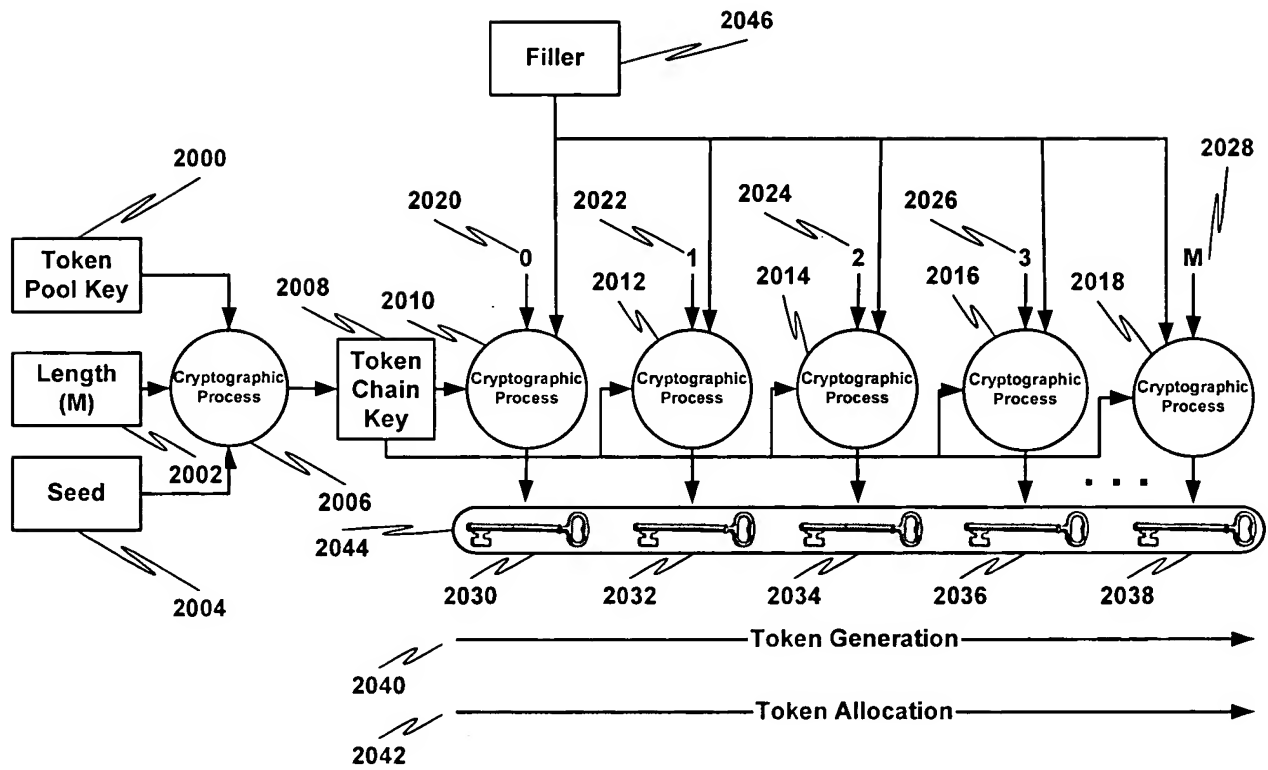 2046
Filler
2000
2028
2020
2022
2024
2026
Token
Pool Key
0
1
2
3
M
2008
2010
2012
2014
2016
2018
Length
(M)
Cryptographic
Process
Token
Chain
Key
Cryptographic
Process
Cryptographic
Process
Cryptographic
Process
Cryptographic
Process
Cryptographic
Process
2002
Seed
2006
. . .
2044
2004
2030
2032
2034
2036
2038
Token Generation
2040
Token Allocation
2042